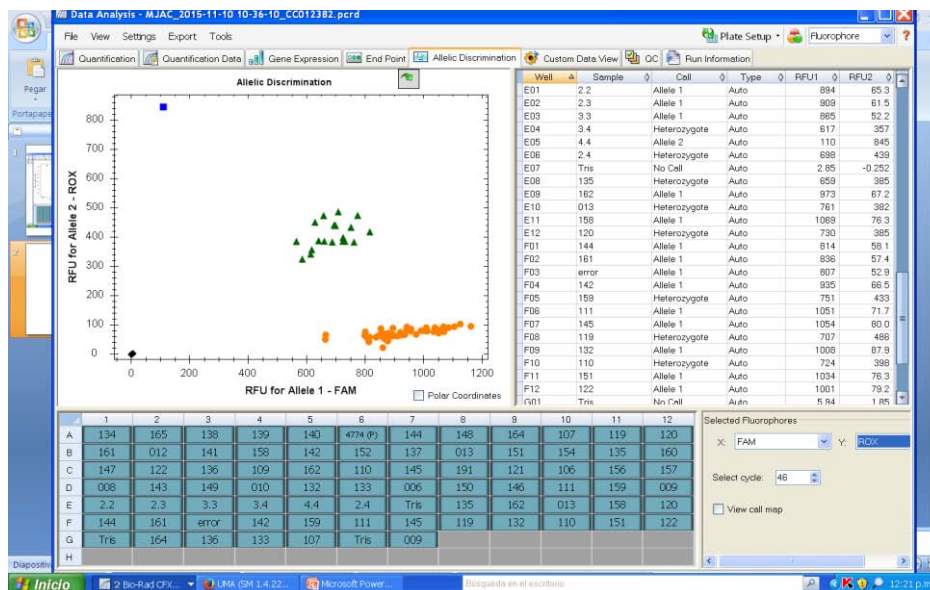 Data Analysis - MJAC_2015-11-10 10-36-10_CC012382.pcrd
File View Settings Export Tools
Plate Setup
Fluorophore
?
Quantification Quantification Data Gene Expression End Point Allelic Discrimination Custom Data View QC Run Information
Pegar
Portapape
Allelic Discrimination
RFU for Allele 2 - ROX
800
700
600
500
400
300
200
100
0
0 200 400 600 800 1000 1200
RFU for Allele 1 - FAM
Polar Coordinates
Well Sample Call Type RFU1 RFU2
E01 2.2 Allele 1 Auto 894 65.3
E02 2.3 Allele 1 Auto 909 61.5
E03 3.3 Allele 1 Auto 865 52.2
E04 3.4 Heterozygote Auto 617 357
E05 4.4 Allele 2 Auto 110 845
E06 2.4 Heterozygote Auto 698 439
E07 Tris No Call Auto 2.85 -0.252
E08 135 Heterozygote Auto 659 385
E09 162 Allele 1 Auto 973 67.2
E10 013 Heterozygote Auto 761 382
E11 158 Allele 1 Auto 1069 76.3
E12 120 Heterozygote Auto 730 385
F01 144 Allele 1 Auto 814 58.1
F02 161 Allele 1 Auto 836 57.4
F03 error Allele 1 Auto 807 52.9
F04 142 Allele 1 Auto 935 66.5
F05 159 Heterozygote Auto 751 433
F06 111 Allele 1 Auto 1051 71.7
F07 145 Allele 1 Auto 1054 80.0
F08 119 Heterozygote Auto 707 486
F09 132 Allele 1 Auto 1008 87.9
F10 110 Heterozygote Auto 724 398
F11 151 Allele 1 Auto 1034 76.3
F12 122 Allele 1 Auto 1001 79.2
G01 Tris No Call Auto 5.94 1.85
1 2 3 4 5 6 7 8 9 10 11 12
A 134 165 138 139 140 4774 (P) 144 148 164 107 119 120
B 161 012 141 158 142 152 137 013 151 154 135 160
C 147 122 136 109 162 110 145 191 121 106 156 157
D 008 143 149 010 132 133 006 150 146 111 159 009
E 2.2 2.3 3.3 3.4 4.4 2.4 Tris 135 162 013 158 120
F 144 161 error 142 159 111 145 119 132 110 151 122
G Tris 164 136 133 107 Tris 009
H
Selected Fluorophores
X: FAM Y: ROX
Select cycle: 46
View call map
Diapositiv
Inicio 2 Bio-Rad CFX... UMA (SM 1.4.22... Microsoft Power... Búsqueda en el escritorio 12:21 p.m.